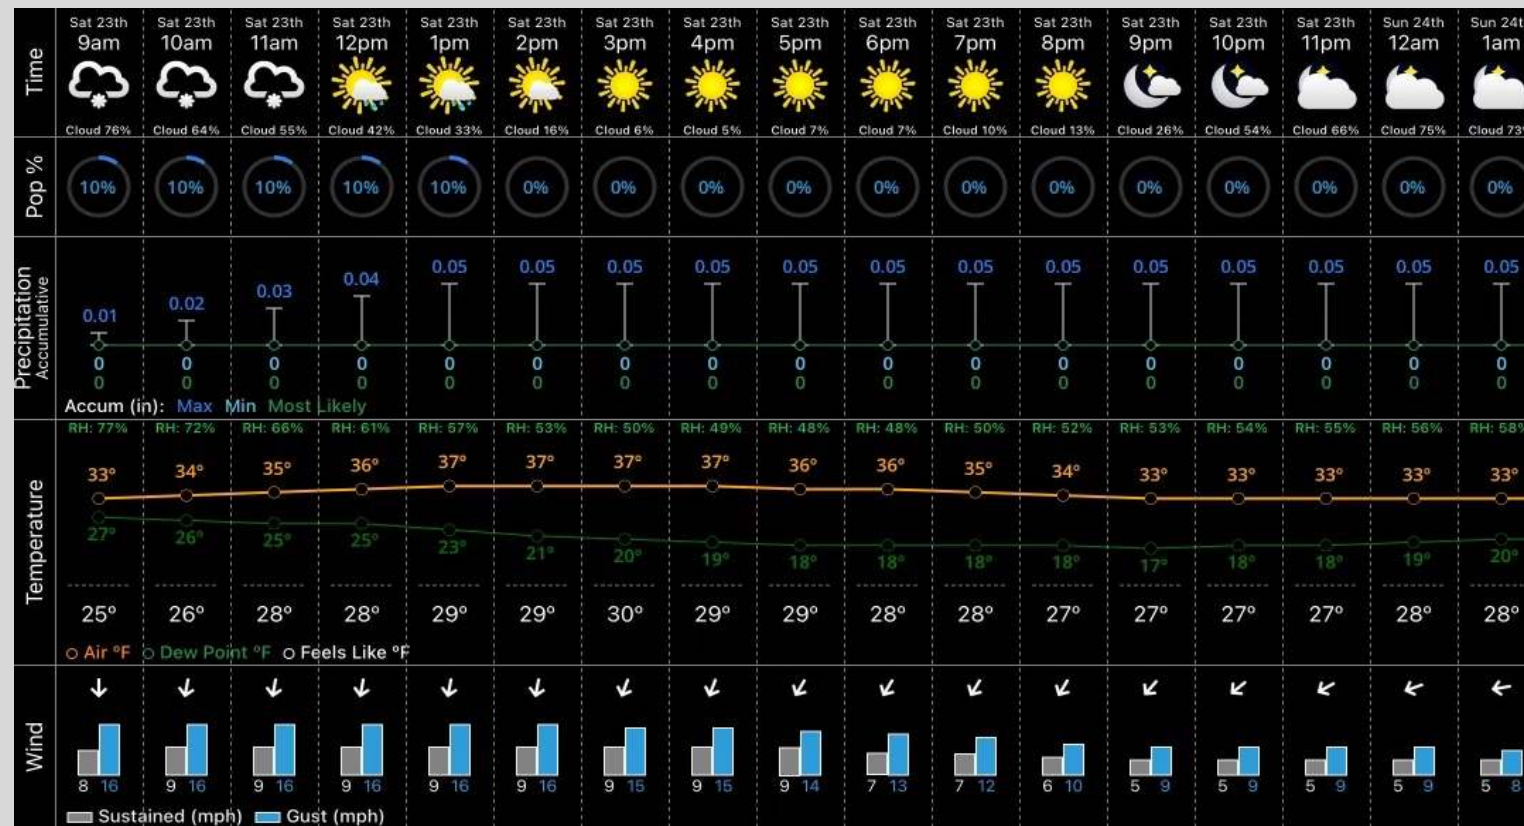 Time
Sat 23th Sat 23th Sat 23th Sat 23th Sat 23th Sat 23th Sat 23th Sat 23th Sat 23th Sat 23th Sat 23th Sat 23th Sat 23th Sat 23th Sat 23th Sun 24th Sun 24t
9am 10am 11am 12pm 1pm 2pm 3pm 4pm 5pm 6pm 7pm 8pm 9pm 10pm 11pm 12am 1am
Cloud 76% Cloud 64% Cloud 55% Cloud 42% Cloud 33% Cloud 16% Cloud 6% Cloud 5% Cloud 7% Cloud 7% Cloud 10% Cloud 13% Cloud 26% Cloud 54% Cloud 66% Cloud 75% Cloud 73%
Pop %
10% 10% 10% 10% 10% 0% 0% 0% 0% 0% 0% 0% 0% 0% 0% 0% 0%
Precipitation
Accumulative
0.01 0.02 0.03 0.04 0.05 0.05 0.05 0.05 0.05 0.05 0.05 0.05 0.05 0.05 0.05 0.05 0.05
0 0 0 0 0 0 0 0 0 0 0 0 0 0 0 0 0
0 0 0 0 0 0 0 0 0 0 0 0 0 0 0 0 0
Accum (in): Max Min Most Likely
Temperature
RH: 77% RH: 72% RH: 66% RH: 61% RH: 57% RH: 53% RH: 50% RH: 49% RH: 48% RH: 48% RH: 50% RH: 52% RH: 53% RH: 54% RH: 55% RH: 56% RH: 58%
33° 34° 35° 36° 37° 37° 37° 37° 36° 36° 35° 34° 33° 33° 33° 33° 33°
27° 26° 25° 25° 23° 21° 20° 19° 18° 18° 18° 18° 17° 18° 18° 19° 20°
25° 26° 28° 28° 29° 29° 30° 29° 29° 28° 28° 27° 27° 27° 27° 28° 28°
Air °F Dew Point °F Feels Like °F
Wind
8 16 9 16 9 16 9 16 9 16 9 16 9 15 9 15 9 14 7 13 7 12 6 10 5 9 5 9 5 9 5 9 5 8
Sustained (mph) Gust (mph)